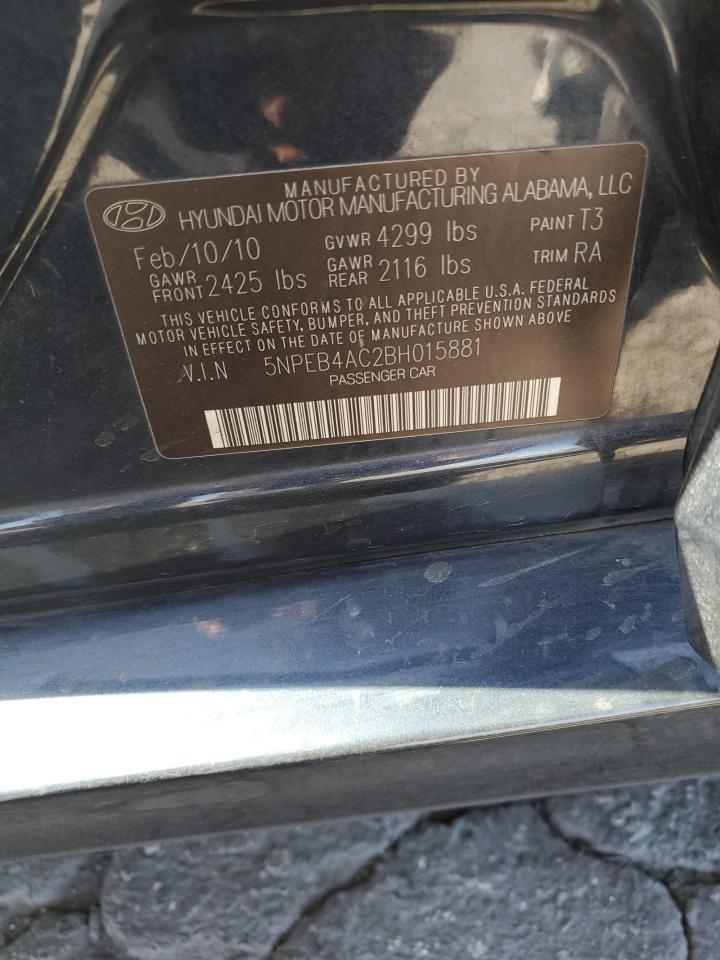 MANUFACTURED BY
HYUNDAI MOTOR MANUFACTURING ALABAMA, LLC
Feb/10/10 GVWR 4299 lbs PAINT T3
GAWR FRONT 2425 lbs GAWR REAR 2116 lbs TRIM RA
THIS VEHICLE CONFORMS TO ALL APPLICABLE U.S.A. FEDERAL
MOTOR VEHICLE SAFETY, BUMPER, AND THEFT PREVENTION STANDARDS
IN EFFECT ON THE DATE OF MANUFACTURE SHOWN ABOVE
V.I.N 5NPEB4AC2BH015881
PASSENGER CAR